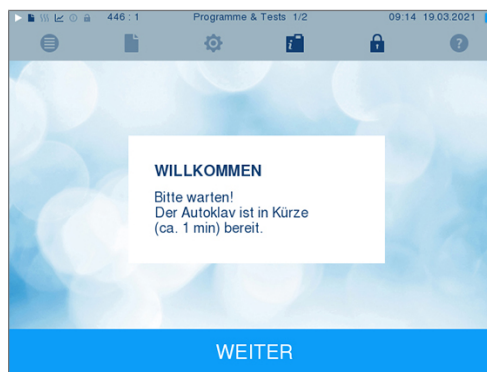 446 : 1 Programme & Tests 1/2 09:14 19.03.2021
WILLKOMMEN
Bitte warten!
Der Autoklav ist in Kürze
(ca. 1 min) bereit.
WEITER